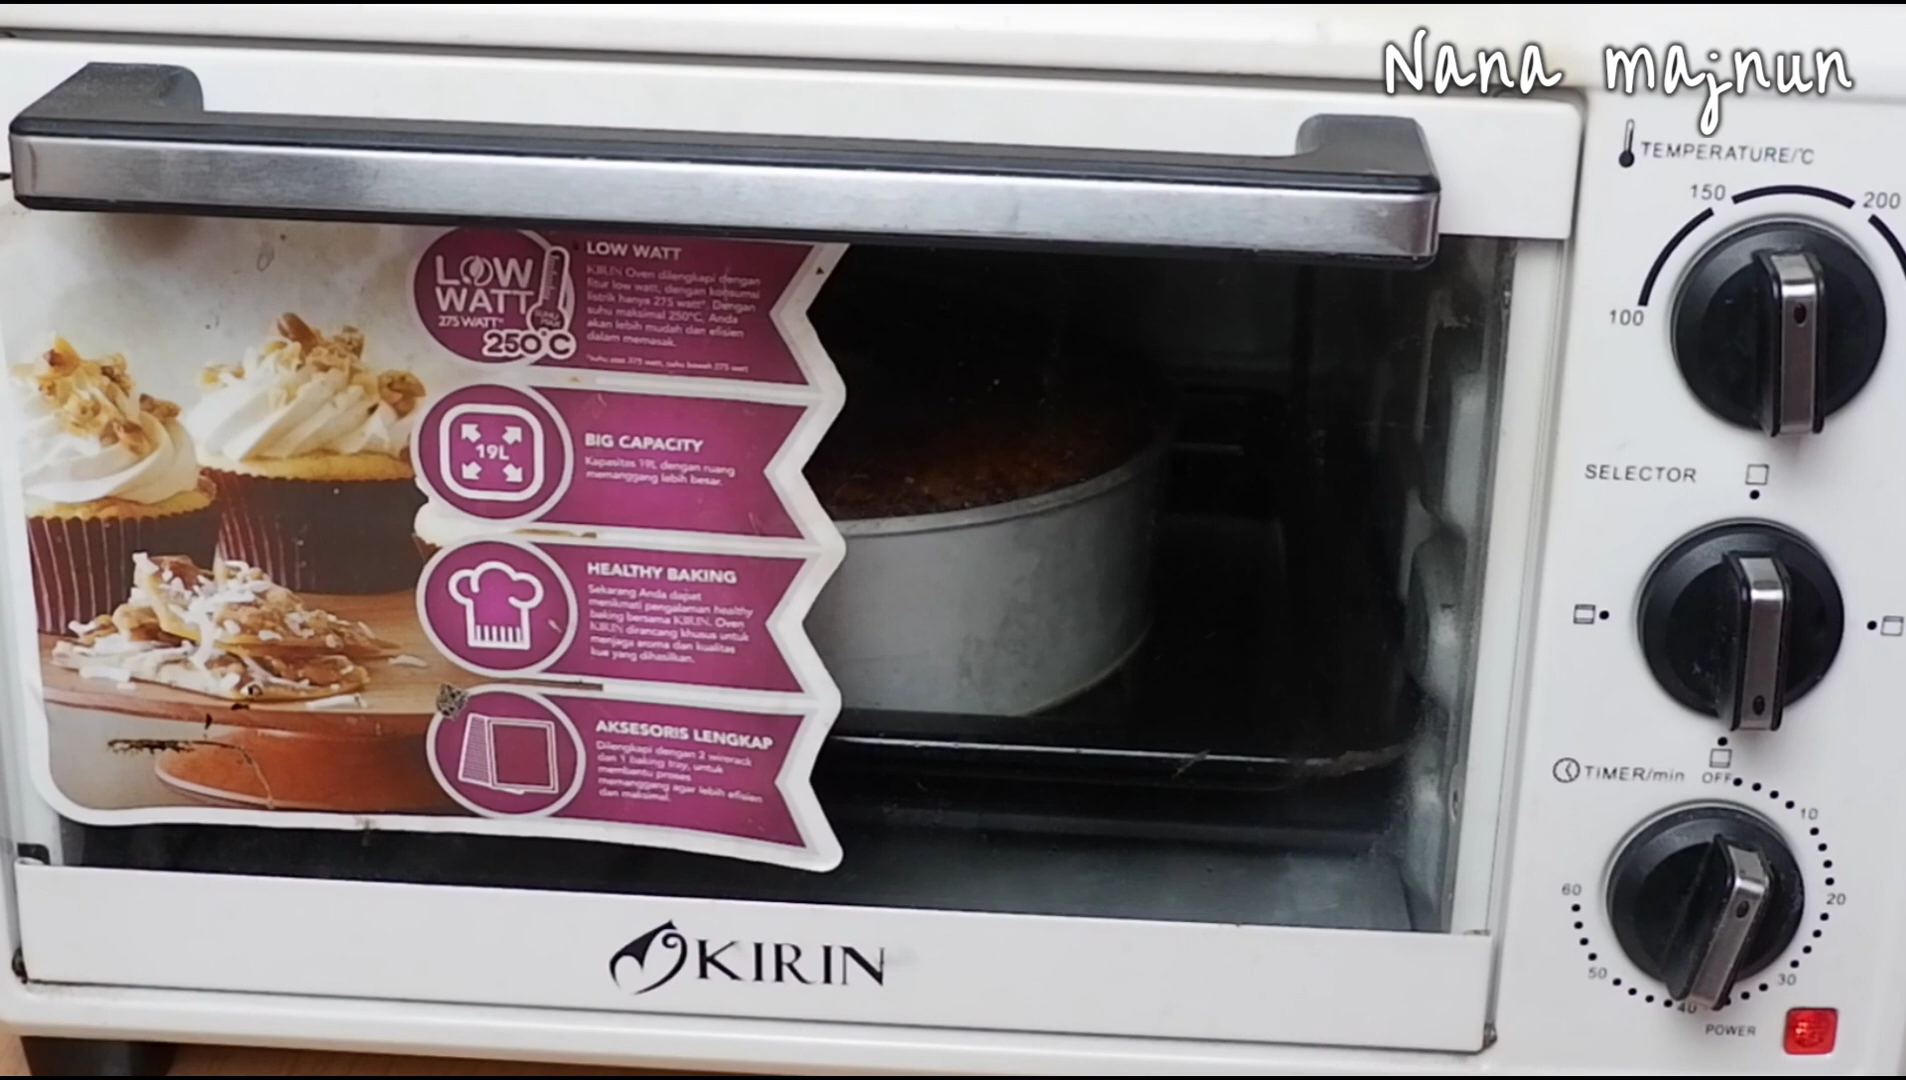 Nana majnun
TEMPERATURE/°C
150
200
100
LOW
WATT
275 WATT*
250°C
LOW WATT
KIRIN Oven dilengkapi dengan
fitur low watt, dengan konsumsi
listrik hanya 275 watt*. Dengan
suhu maksimal 250°C, Anda
akan lebih mudah dan efisien
dalam memasak.
19L
BIG CAPACITY
Kapasitas 19L dengan ruang
memanggang lebih besar.
SELECTOR
HEALTHY BAKING
Sekarang Anda dapat
menikmati pengalaman healthy
baking bersama KIRIN. Oven
KIRIN dirancang khusus untuk
menjaga aroma dan kualitas
kue yang dihasilkan.
AKSESORIS LENGKAP
Dilengkapi dengan 2 wirerack
dan 1 baking tray, untuk
membantu proses
memanggang agar lebih efisien
dan maksimal.
TIMER/min
OFF
10
20
30
40
50
60
POWER
KIRIN